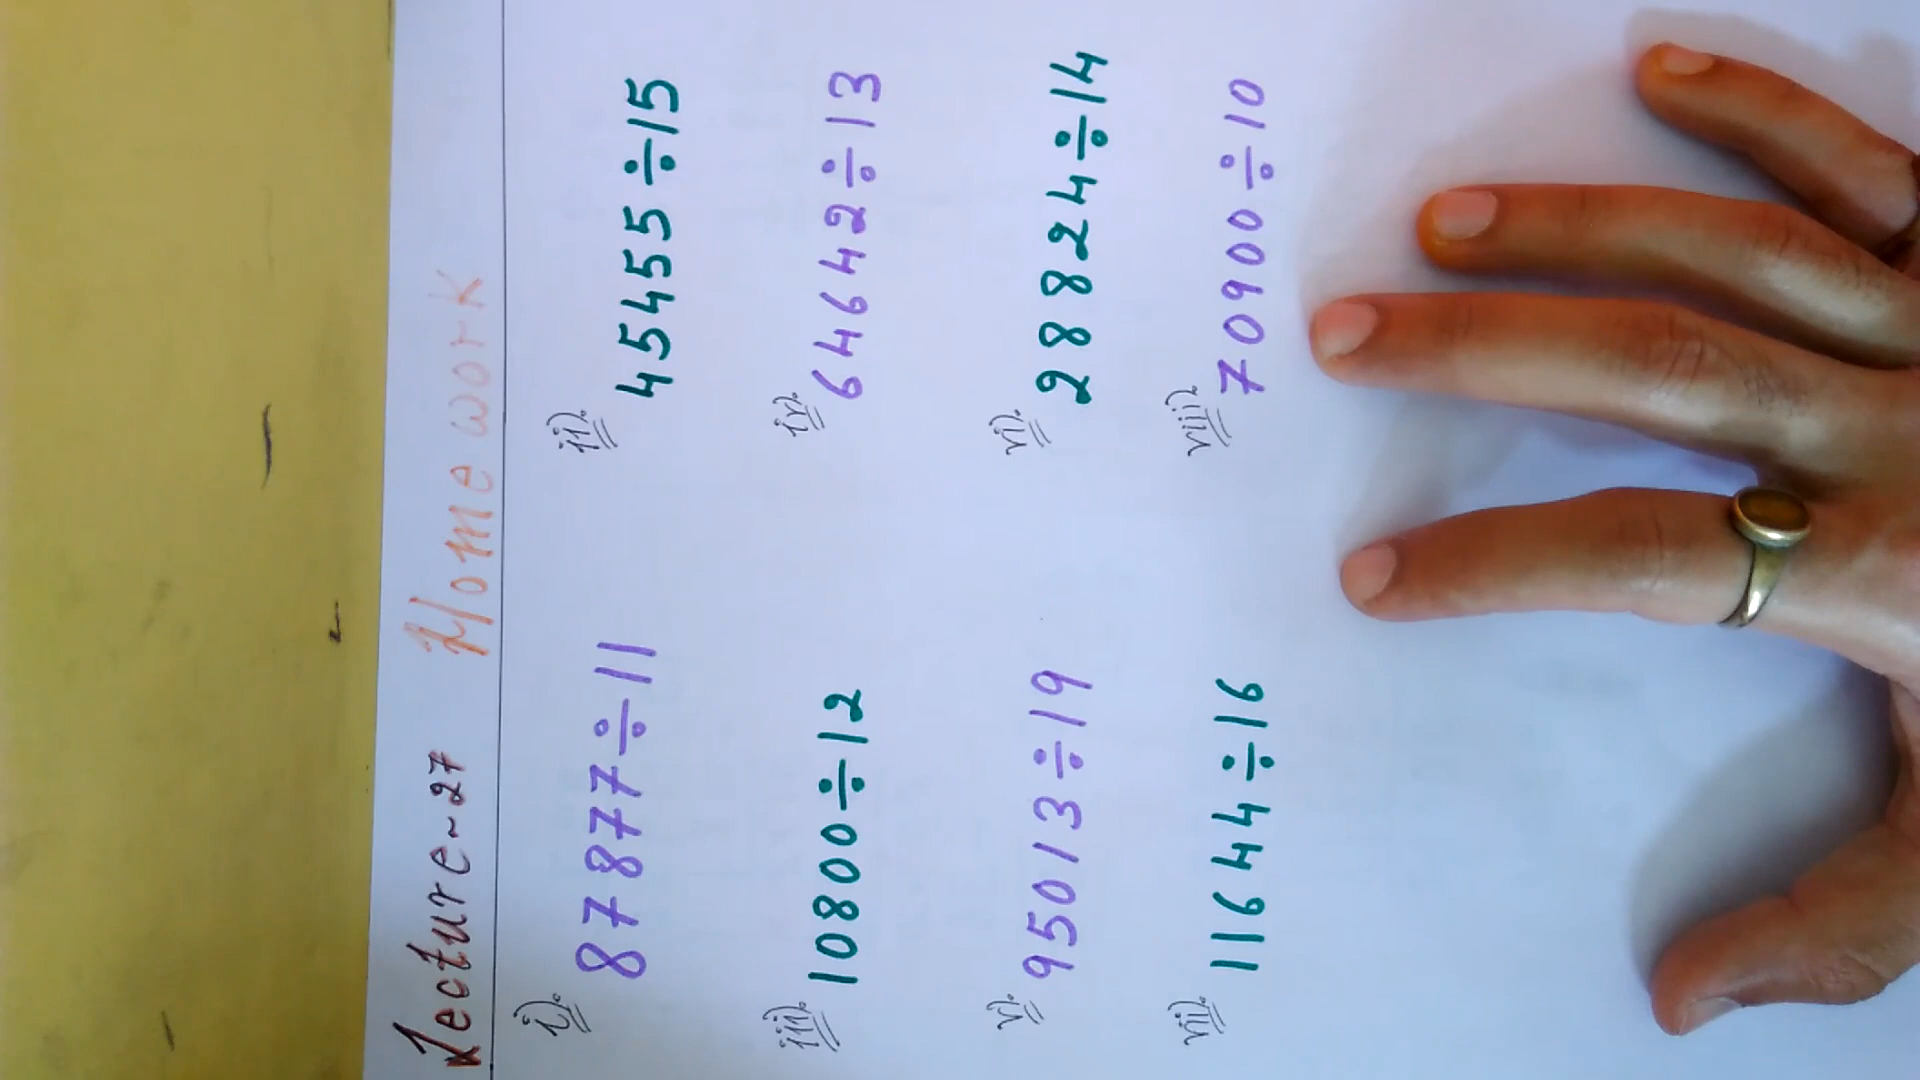 Lecture~27 Home work
i). 87877÷11 ii). 45455÷15
iii). 10800÷12 iv). 64642÷13
v). 95013÷19 vi). 28824÷14
vii). 11644÷16 viii). 70900÷10